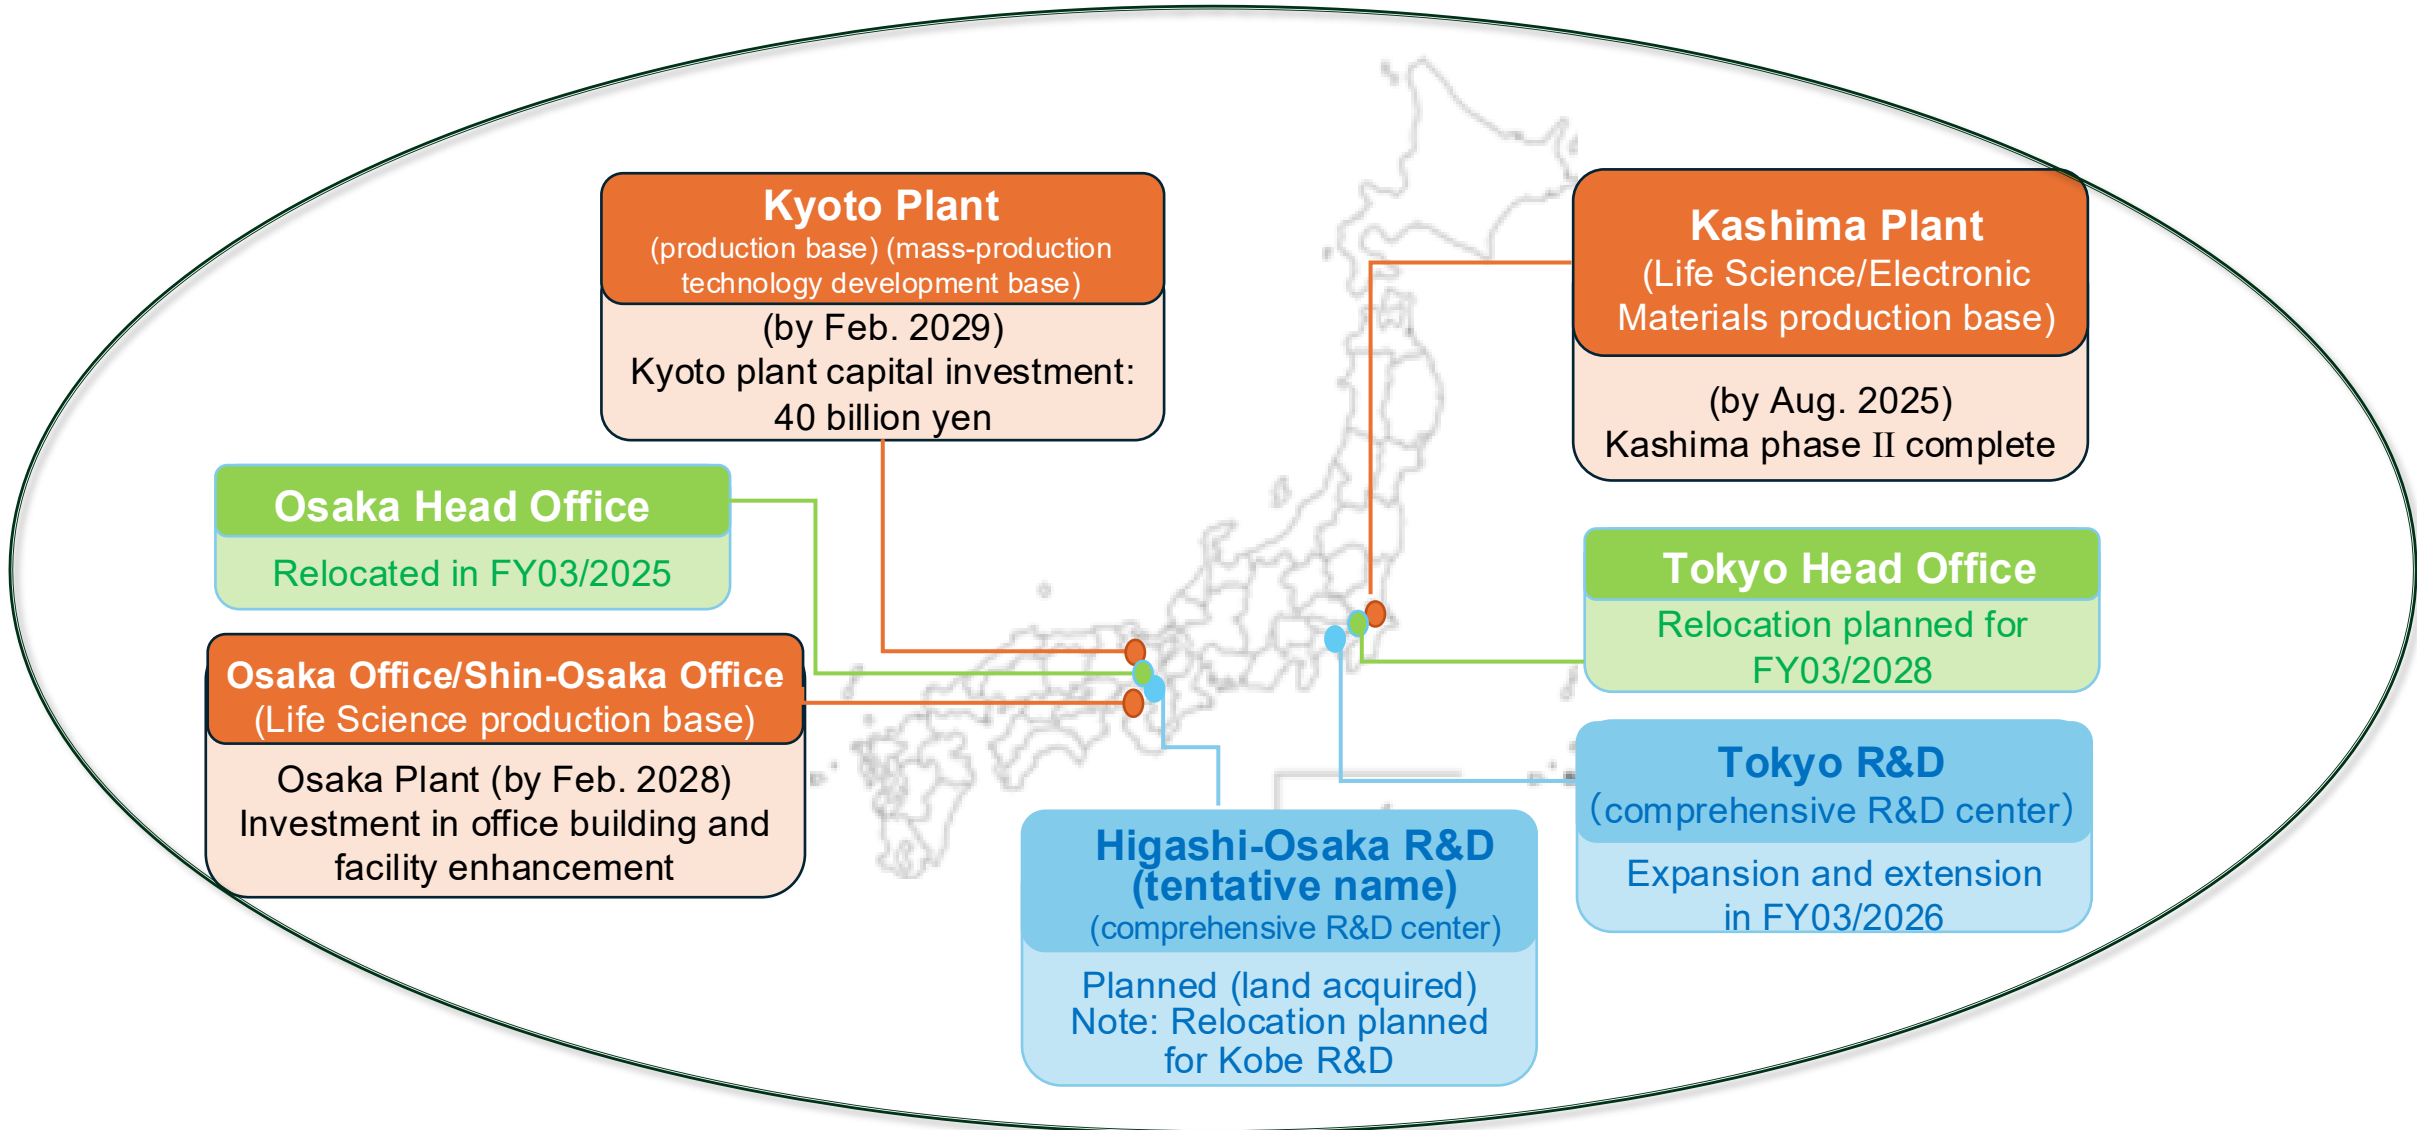 Kyoto Plant
(production base) (mass-production
technology development base)
(by Feb. 2029)
Kyoto plant capital investment:
40 billion yen
Kashima Plant
(Life Science/Electronic
Materials production base)
(by Aug. 2025)
Kashima phase II complete
Osaka Head Office
Relocated in FY03/2025
Tokyo Head Office
Relocation planned for
FY03/2028
Osaka Office/Shin-Osaka Office
(Life Science production base)
Osaka Plant (by Feb. 2028)
Investment in office building and
facility enhancement
Tokyo R&D
(comprehensive R&D center)
Expansion and extension
in FY03/2026
Higashi-Osaka R&D
(tentative name)
(comprehensive R&D center)
Planned (land acquired)
Note: Relocation planned
for Kobe R&D